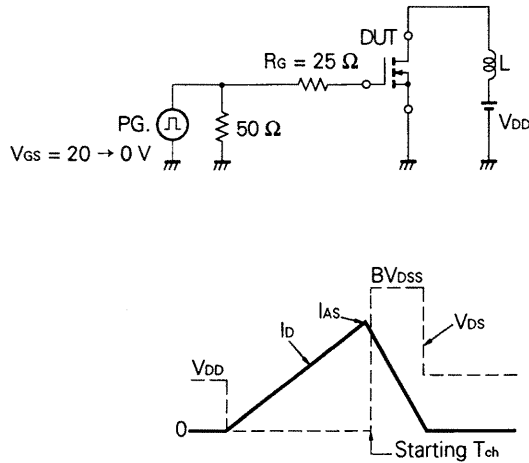 DUT
RG = 25 Ω
L
PG.
50 Ω
VDD
VGS = 20 → 0 V
BVDSS
IAS
ID
VDS
VDD
0
Starting Tch